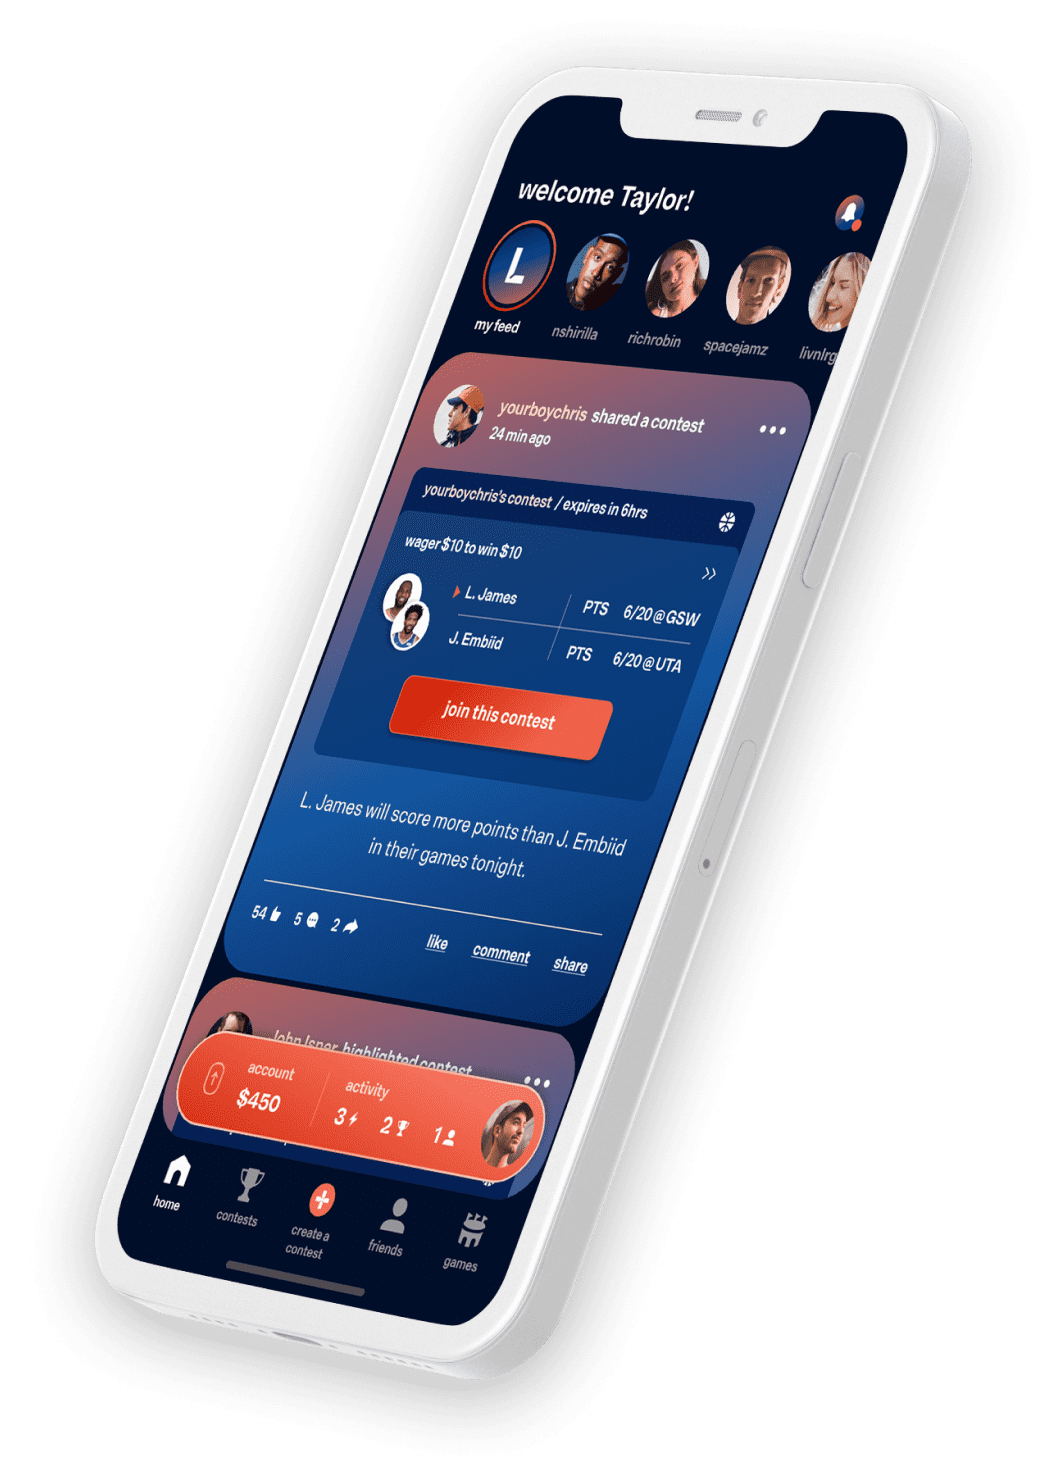 welcome Taylor!
L
my feed
nshirilla
richrobin
spacejamz
livnlrg
yourboychris shared a contest
24 min ago
yourboychris's contest / expires in 6hrs
wager $10 to win $10
L. James PTS 6/20@GSW
J. Embiid PTS 6/20@UTA
join this contest
L. James will score more points than J. Embiid
in their games tonight.
54 5 2 like comment share
John Isner highlighted contest
account activity
$450 3 2 1
home contests create a
contest friends games